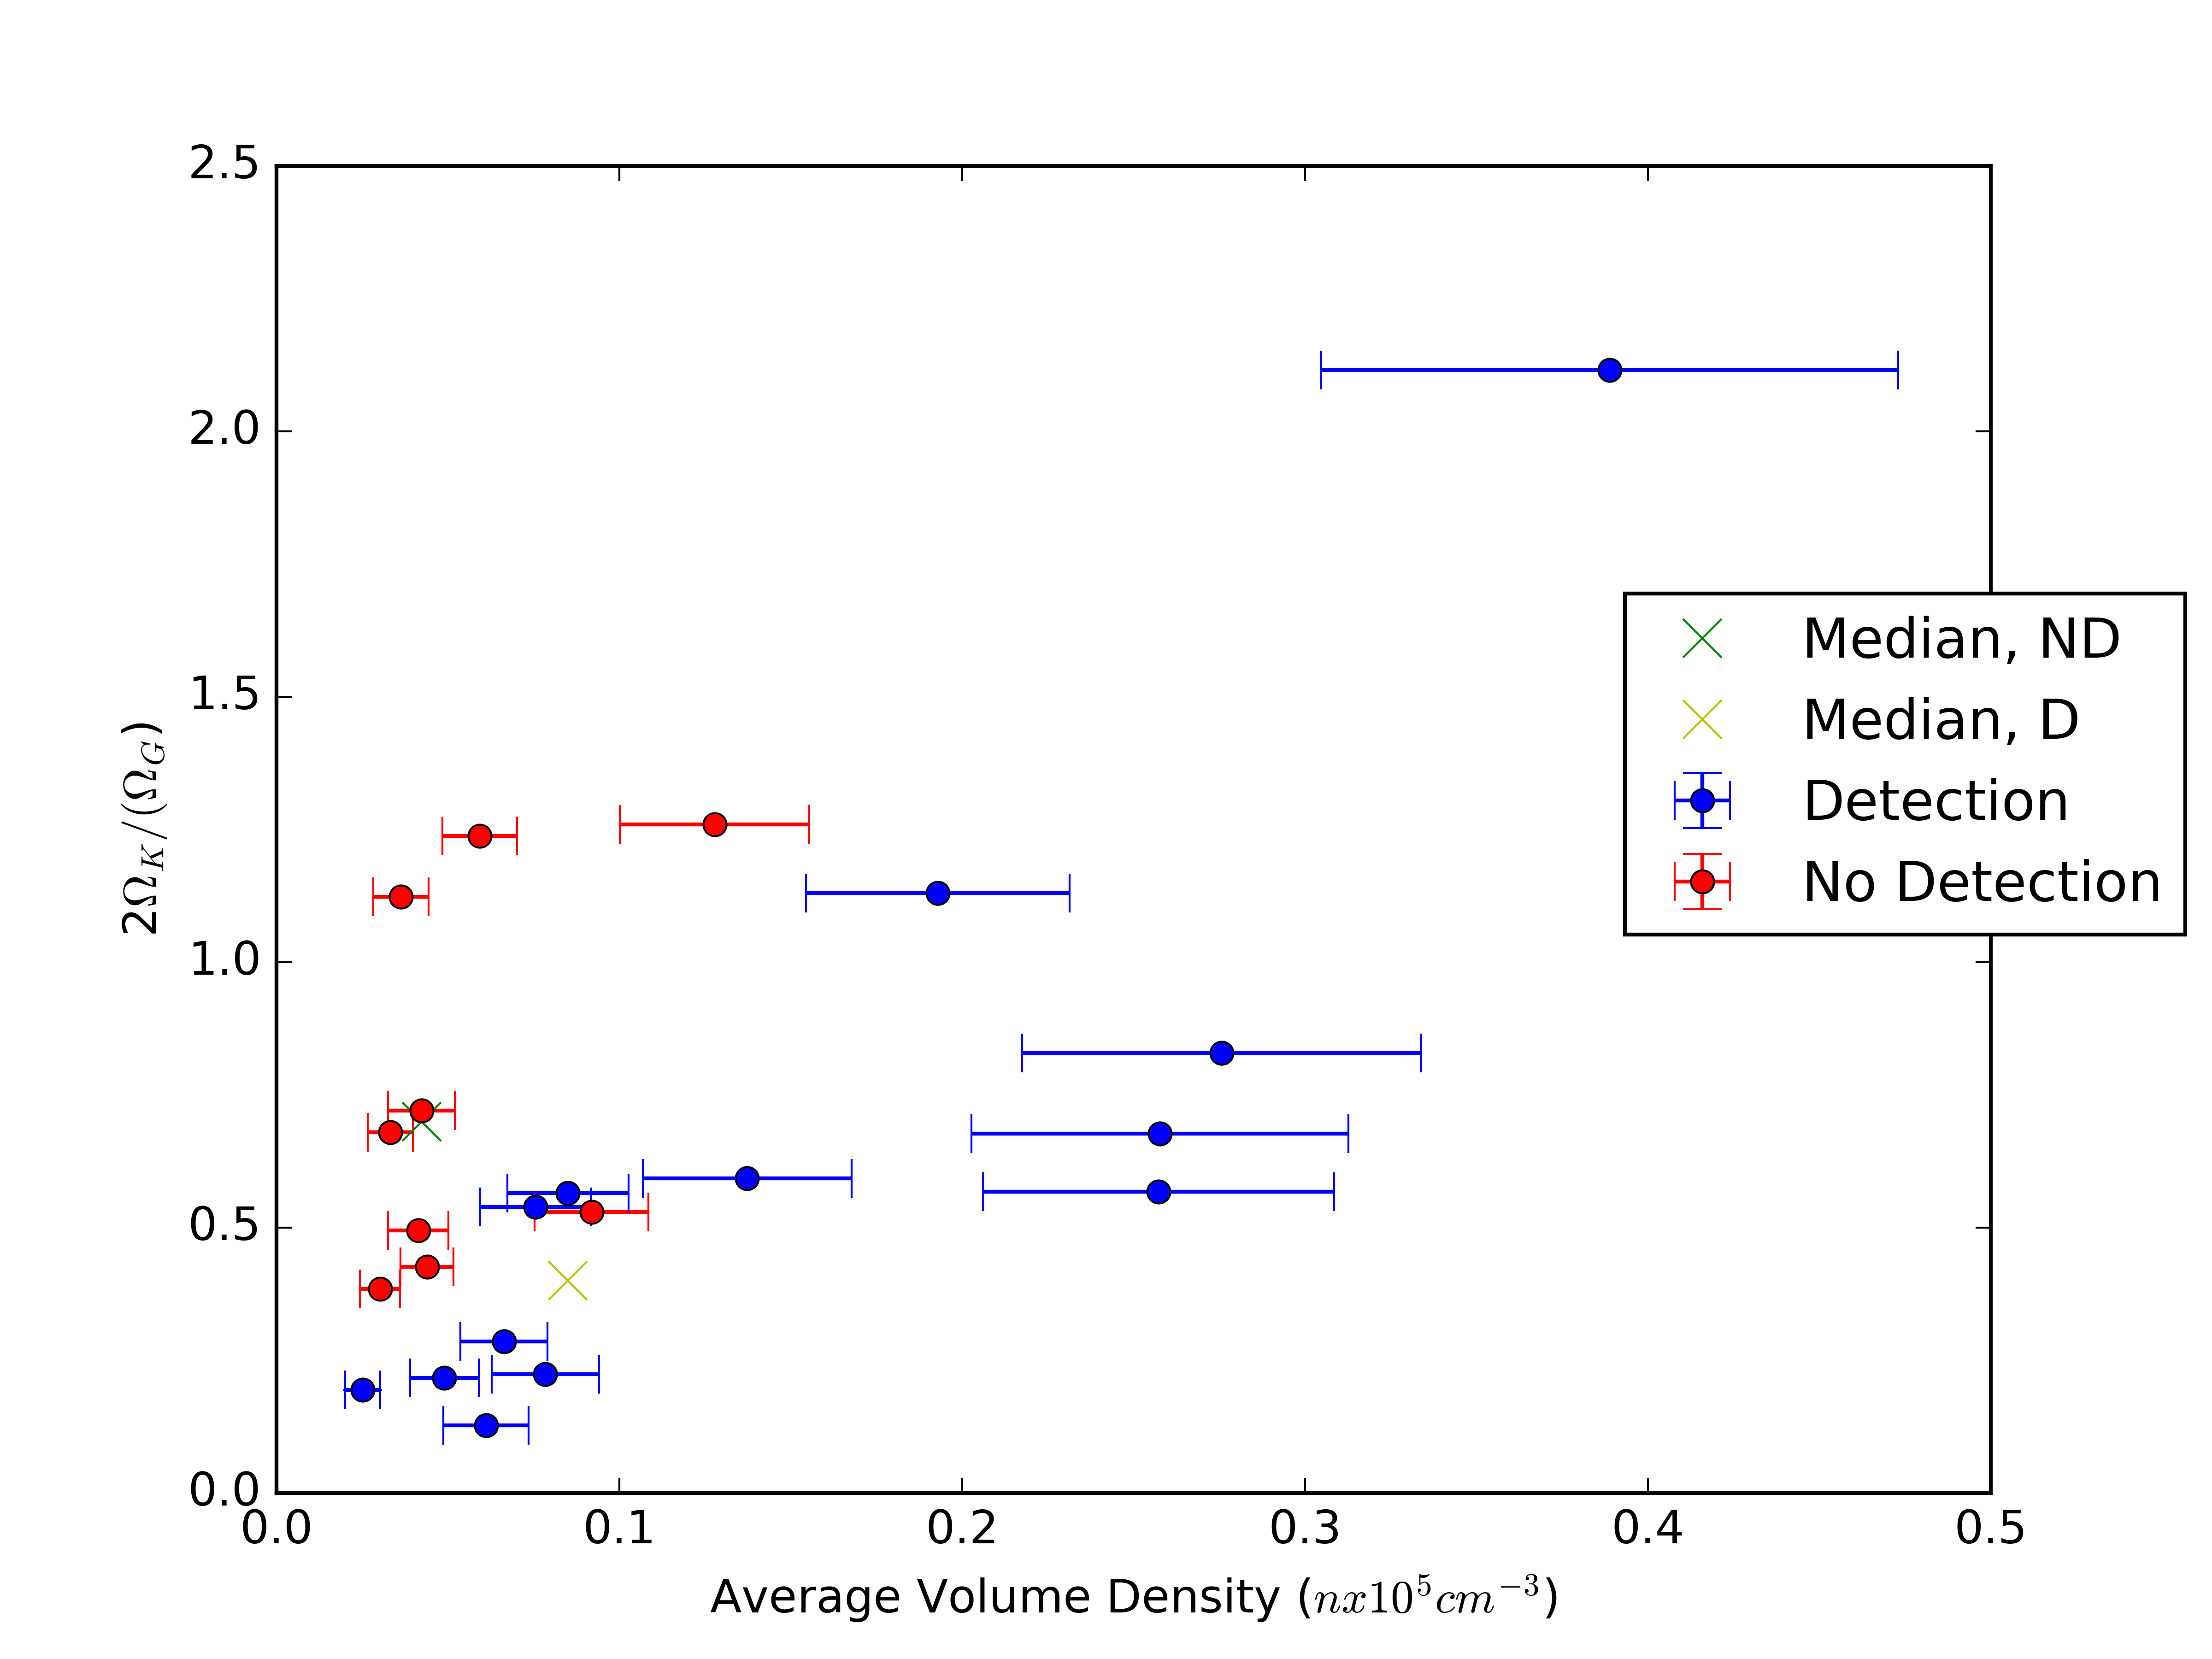 2.5
2.0
1.5
1.0
0.5
0.0
2Ω_K/(Ω_G)
Median, ND
Median, D
Detection
No Detection
0.0 0.1 0.2 0.3 0.4 0.5
Average Volume Density (nx10^5cm^−3)